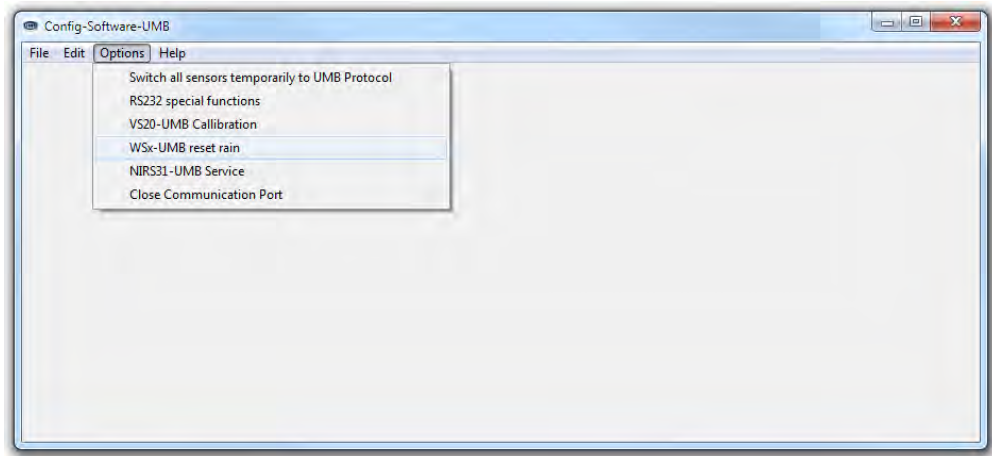 Config-Software-UMB
File Edit Options Help
Switch all sensors temporarily to UMB Protocol
RS232 special functions
VS20-UMB Callibration
WSx-UMB reset rain
NIRS31-UMB Service
Close Communication Port